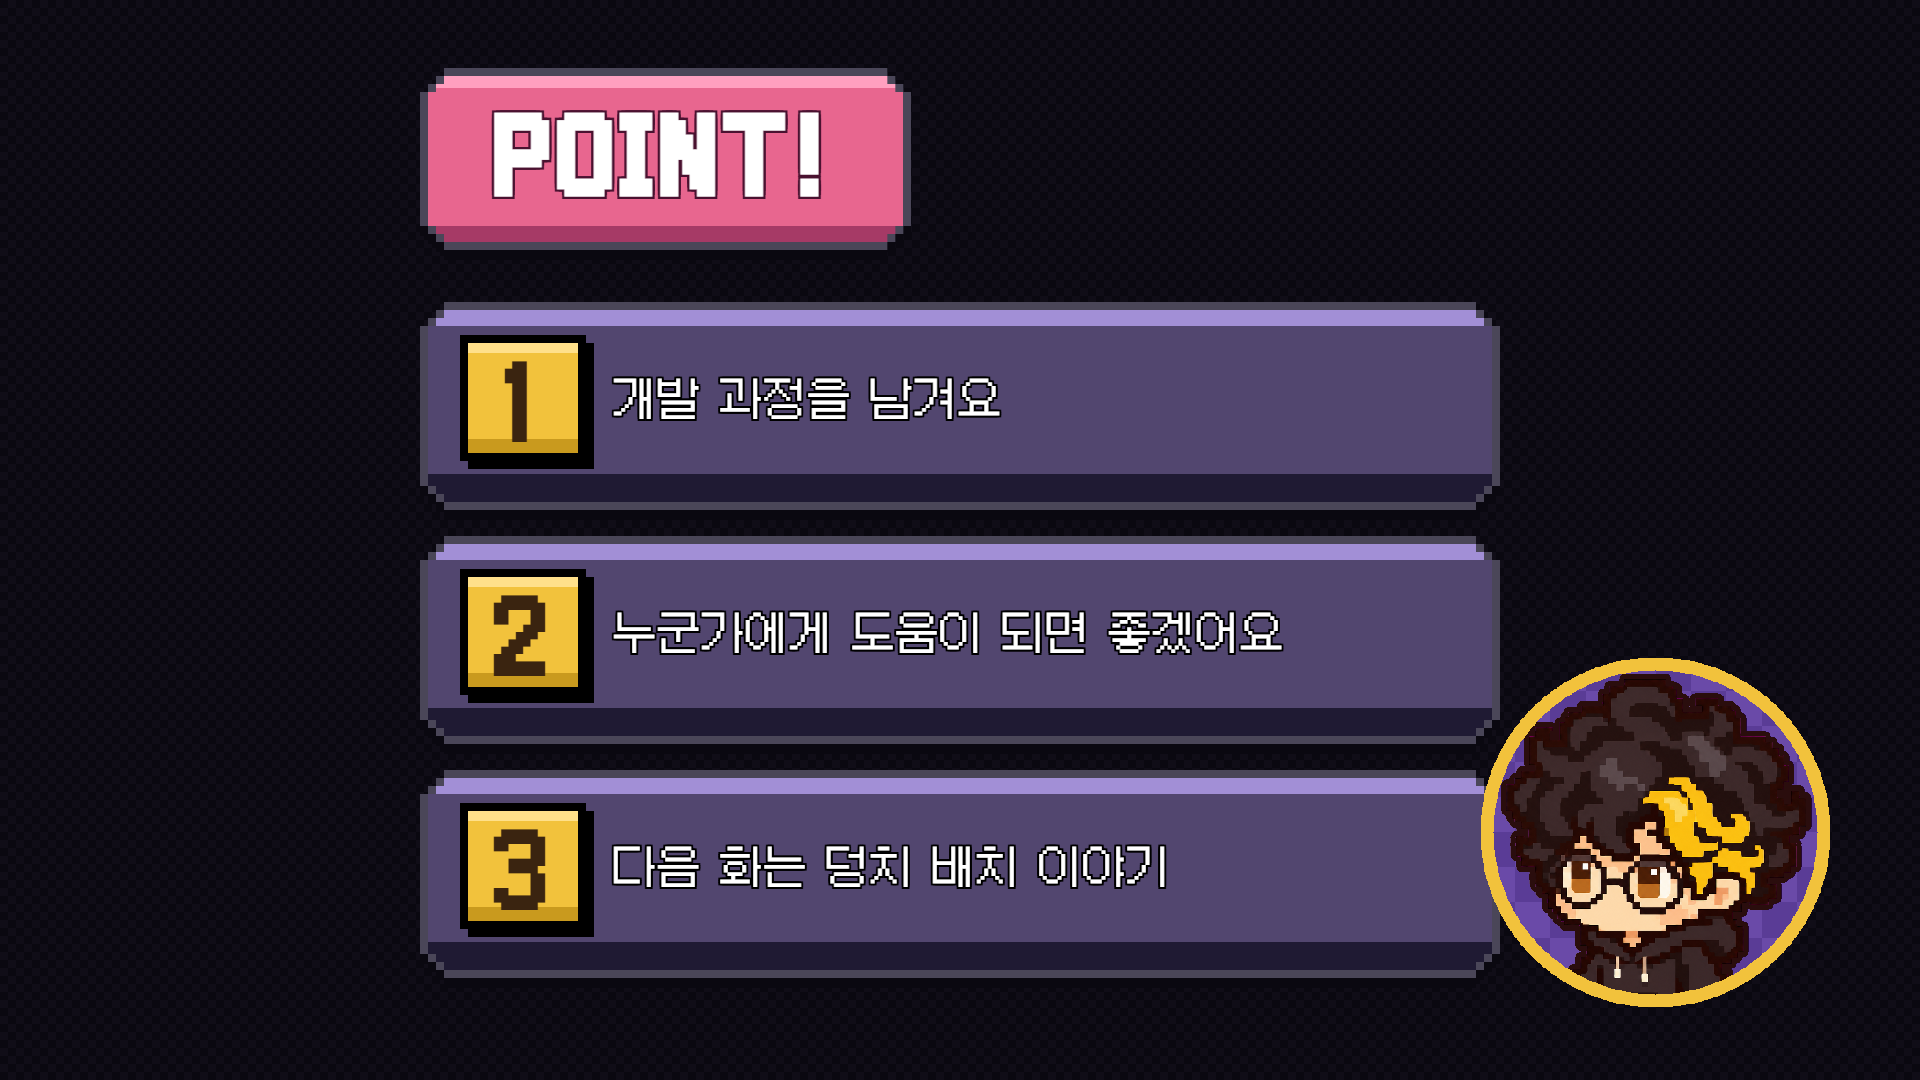 POINT!
1 개발 과정을 남겨요
2 누군가에게 도움이 되면 좋겠어요
3 다음 화는 덩치 배치 이야기